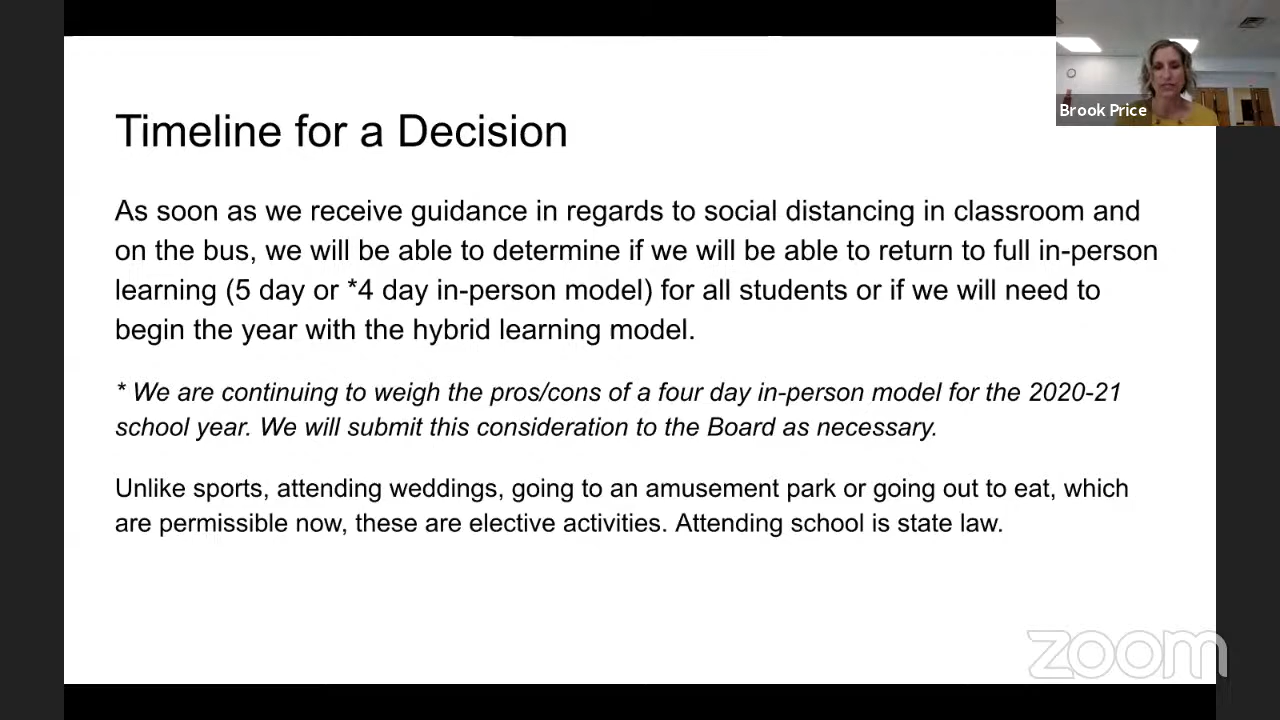 Brook Price
Timeline for a Decision
As soon as we receive guidance in regards to social distancing in classroom and
on the bus, we will be able to determine if we will be able to return to full in-person
learning (5 day or *4 day in-person model) for all students or if we will need to
begin the year with the hybrid learning model.
* We are continuing to weigh the pros/cons of a four day in-person model for the 2020-21
school year. We will submit this consideration to the Board as necessary.
Unlike sports, attending weddings, going to an amusement park or going out to eat, which
are permissible now, these are elective activities. Attending school is state law.
zoom